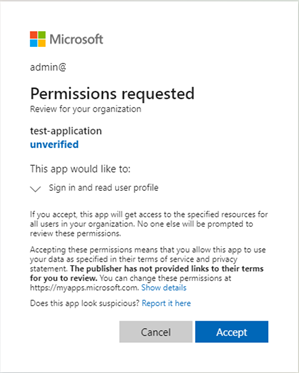 Microsoft
admin@
Permissions requested
Review for your organization
test-application
unverified
This app would like to:
Sign in and read user profile
If you accept, this app will get access to the specified resources for
all users in your organization. No one else will be prompted to
review these permissions.
Accepting these permissions means that you allow this app to use
your data as specified in their terms of service and privacy
statement. The publisher has not provided links to their terms
for you to review. You can change these permissions at
https://myapps.microsoft.com. Show details
Does this app look suspicious? Report it here
Cancel
Accept